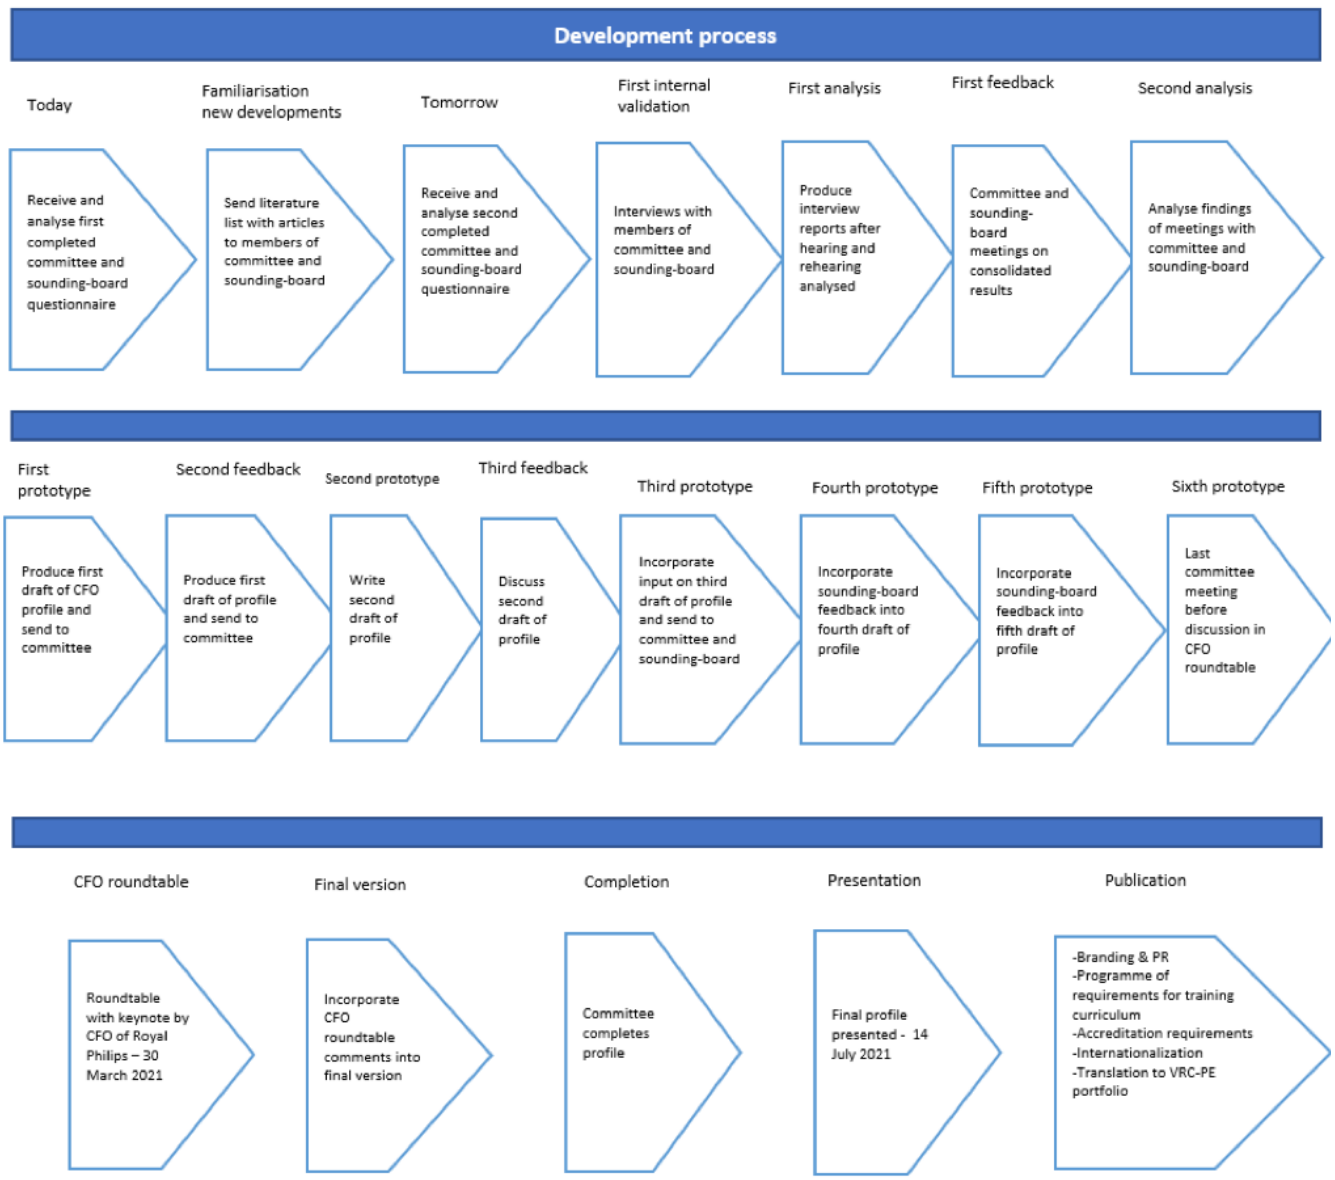 Development process
Today
Familiarisation
new developments
Tomorrow
First internal
validation
First analysis
First feedback
Second analysis
Receive and
analyse first
completed
committee and
sounding-board
questionnaire
Send literature
list with articles
to members of
committee and
sounding-board
Receive and
analyse second
completed
committee and
sounding-board
questionnaire
Interviews with
members of
committee and
sounding-board
Produce
interview
reports after
hearing and
rehearing
analysed
Committee and
sounding-
board
meetings on
consolidated
results
Analyse findings
of meetings with
committee and
sounding-board
First
prototype
Second feedback
Second prototype
Third feedback
Third prototype
Fourth prototype
Fifth prototype
Sixth prototype
Produce first
draft of CFO
profile and
send to
committee
Produce first
draft of profile
and send to
committee
Write
second
draft of
profile
Discuss
second
draft of
profile
Incorporate
input on third
draft of profile
and send to
committee and
sounding-board
Incorporate
sounding-board
feedback into
fourth draft of
profile
Incorporate
sounding-board
feedback into
fifth draft of
profile
Last
committee
meeting
before
discussion in
CFO
roundtable
CFO roundtable
Final version
Completion
Presentation
Publication
Roundtable
with keynote by
CFO of Royal
Philips – 30
March 2021
Incorporate
CFO
roundtable
comments into
final version
Committee
completes
profile
Final profile
presented - 14
July 2021
-Branding & PR
-Programme of
requirements for training
curriculum
-Accreditation requirements
-Internationalization
-Translation to VRC-PE
portfolio